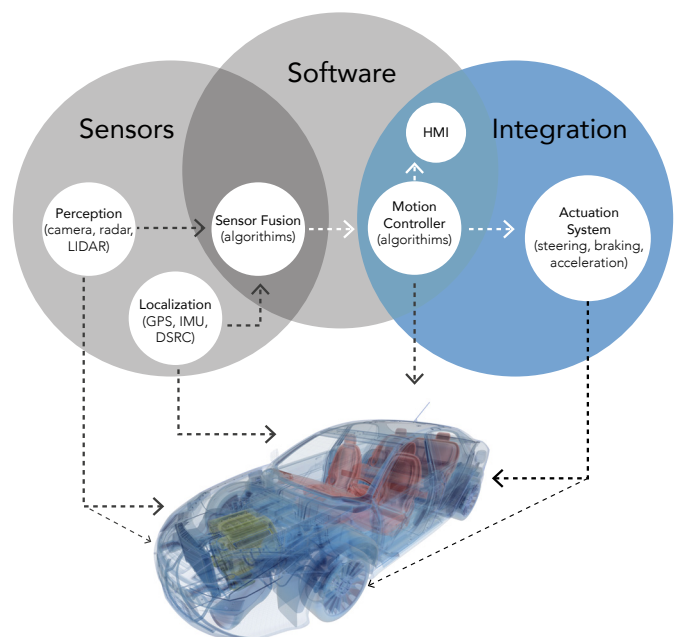 Software
Sensors
Integration
HMI
Perception
(camera, radar,
LIDAR)
Sensor Fusion
(algorithims)
Motion
Controller
(algorithims)
Actuation
System
(steering, braking,
acceleration)
Localization
(GPS, IMU,
DSRC)